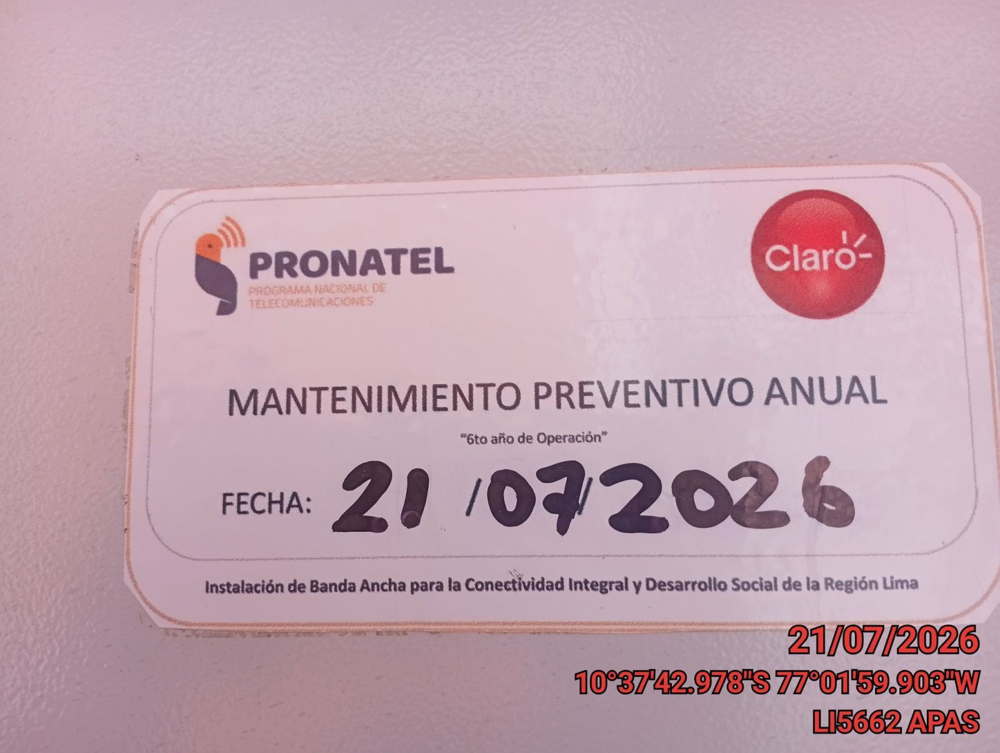 PRONATEL
PROGRAMA NACIONAL DE
TELECOMUNICACIONES
Claro
MANTENIMIENTO PREVENTIVO ANUAL
"6to año de Operación"
FECHA: 21/07/2026
Instalación de Banda Ancha para la Conectividad Integral y Desarrollo Social de la Región Lima
21/07/2026
10°37'42.978"S 77°01'59.903"W
LI5662 APAS